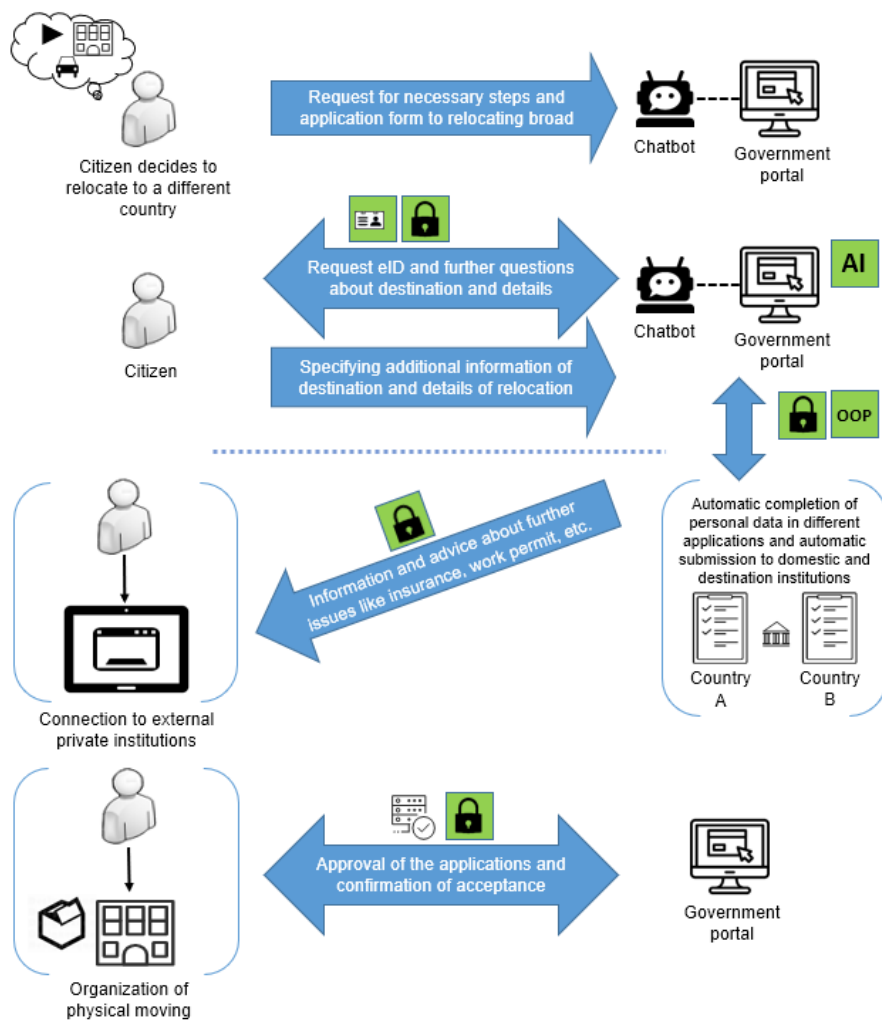 Request for necessary steps and
application form to relocating broad
Chatbot
Government
portal
Citizen decides to
relocate to a different
country
Request eID and further questions
about destination and details
AI
Chatbot
Government
portal
Citizen
Specifying additional information of
destination and details of relocation
OOP
Automatic completion of
personal data in different
applications and automatic
submission to domestic and
destination institutions
Country
A
Country
B
Information and advice about further
issues like insurance, work permit, etc.
Connection to external
private institutions
Approval of the applications and
confirmation of acceptance
Government
portal
Organization of
physical moving